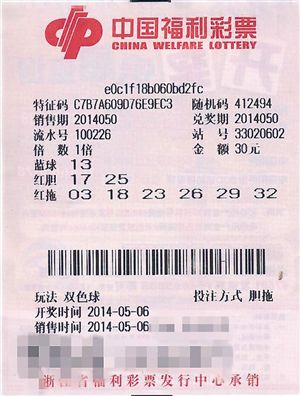 中国福利彩票
CHINA WELFARE LOTTERY
e0c1f18b060bd2fc
特征码 C7B7A609D76E9EC3 随机码 412494
销售期 2014050 兑奖期 2014050
流水号 100226 站 号 33020602
倍 数 1倍 金 额 30元
蓝球 13
红胆 17 25
红拖 03 18 23 26 29 32
玩法 双色球 投注方式 胆拖
开奖时间 2014-05-06
销售时间 2014-05-06
浙江省福利彩票发行中心承销